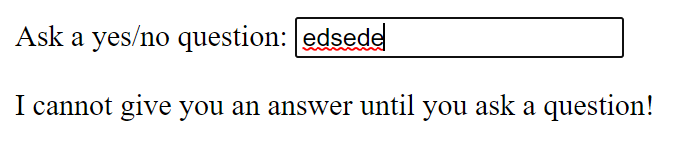 Ask a yes/no question: edsede
I cannot give you an answer until you ask a question!